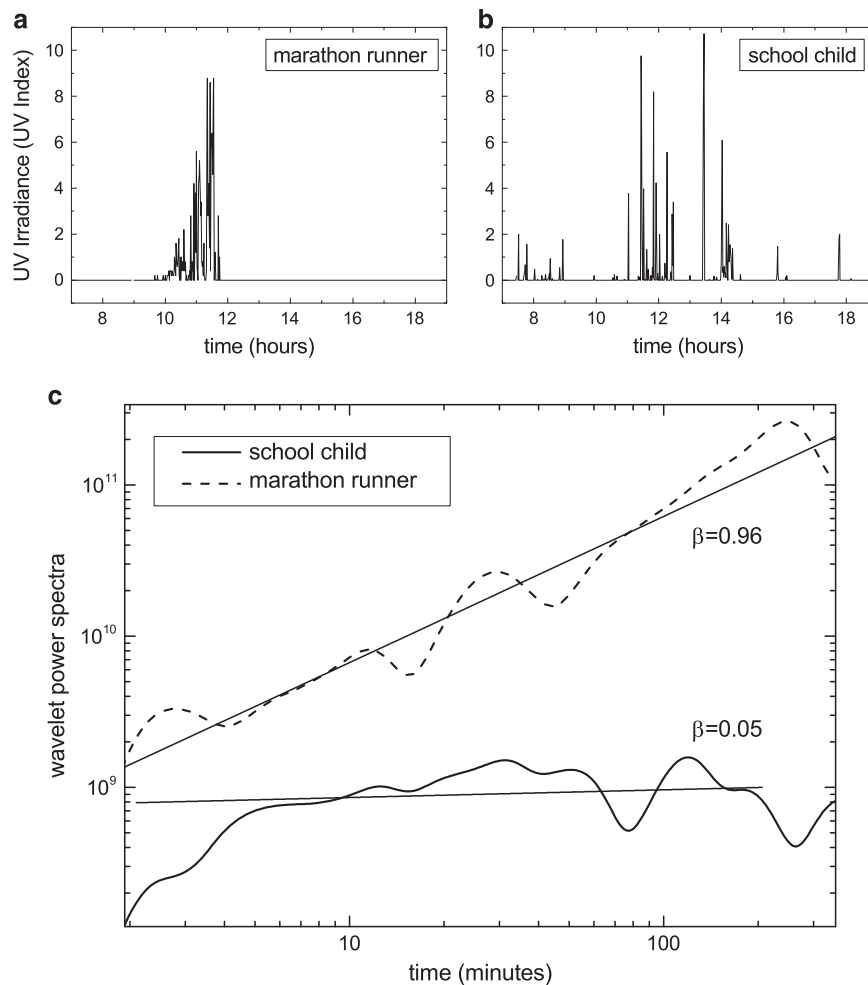 a
marathon runner
UV Irradiance (UV Index)
10
8
6
4
2
0
8 10 12 14 16 18
time (hours)
b
school child
10
8
6
4
2
0
8 10 12 14 16 18
time (hours)
c
school child
marathon runner
wavelet power spectra
10¹¹
10¹⁰
10⁹
β=0.96
β=0.05
10 100
time (minutes)